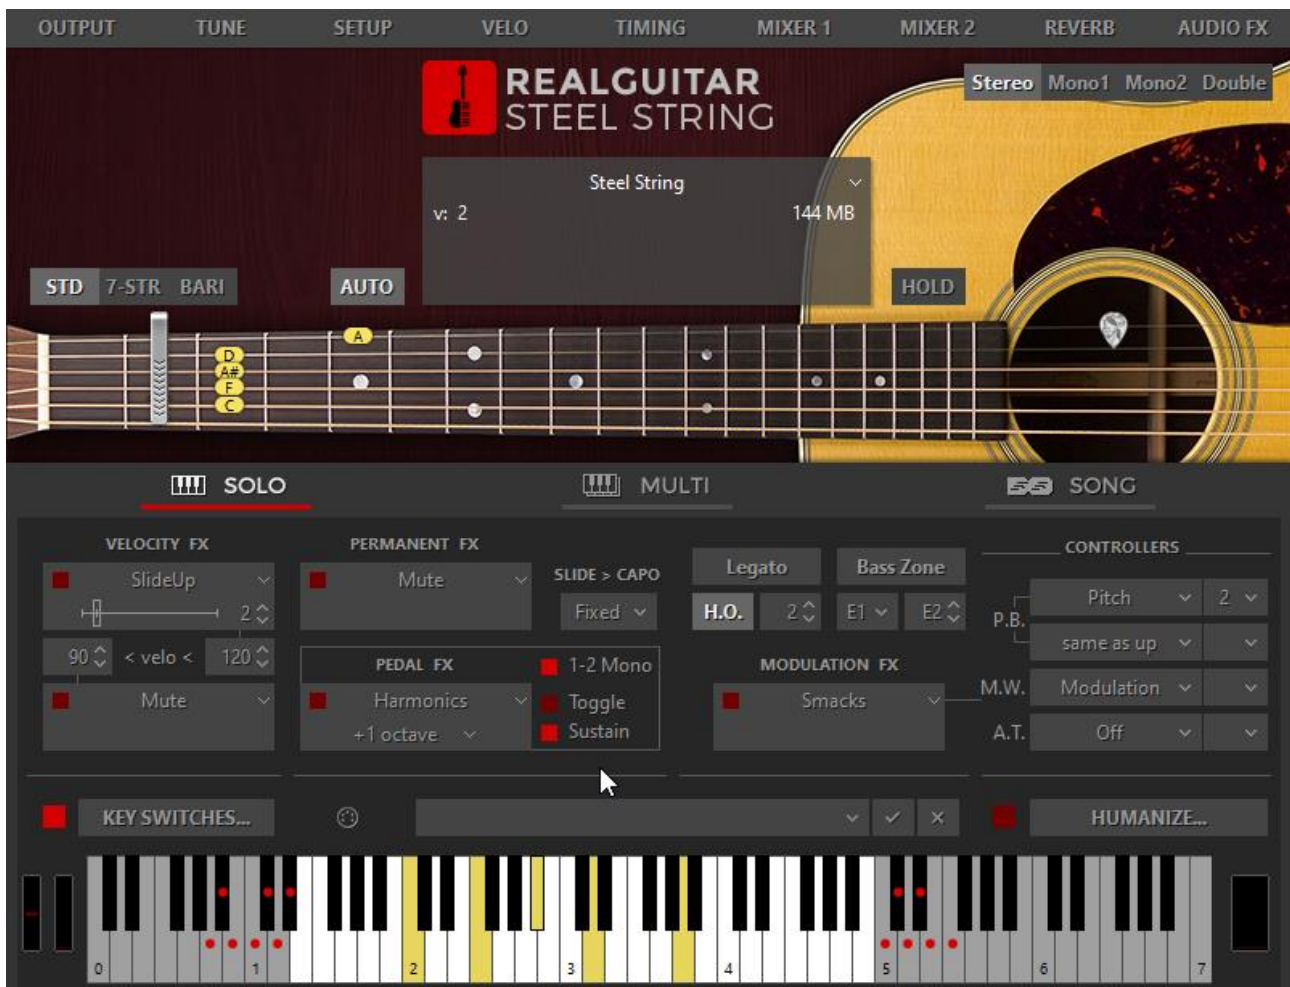 OUTPUT TUNE SETUP VELO TIMING MIXER 1 MIXER 2 REVERB AUDIO FX
REALGUITAR
STEEL STRING
Stereo Mono1 Mono2 Double
Steel String
v: 2 144 MB
STD 7-STR BARI AUTO HOLD
A
D
A#
F
C
SOLO MULTI SONG
VELOCITY FX PERMANENT FX CONTROLLERS
SlideUp Mute SLIDE > CAPO Legato Bass Zone
2 Fixed H.O. 2 E1 E2 P.B. Pitch 2
90 < velo < 120 same as up
PEDAL FX 1-2 Mono MODULATION FX
Mute Harmonics Toggle Smacks M.W. Modulation
+1 octave Sustain A.T. Off
KEY SWITCHES... HUMANIZE...
0 1 2 3 4 5 6 7